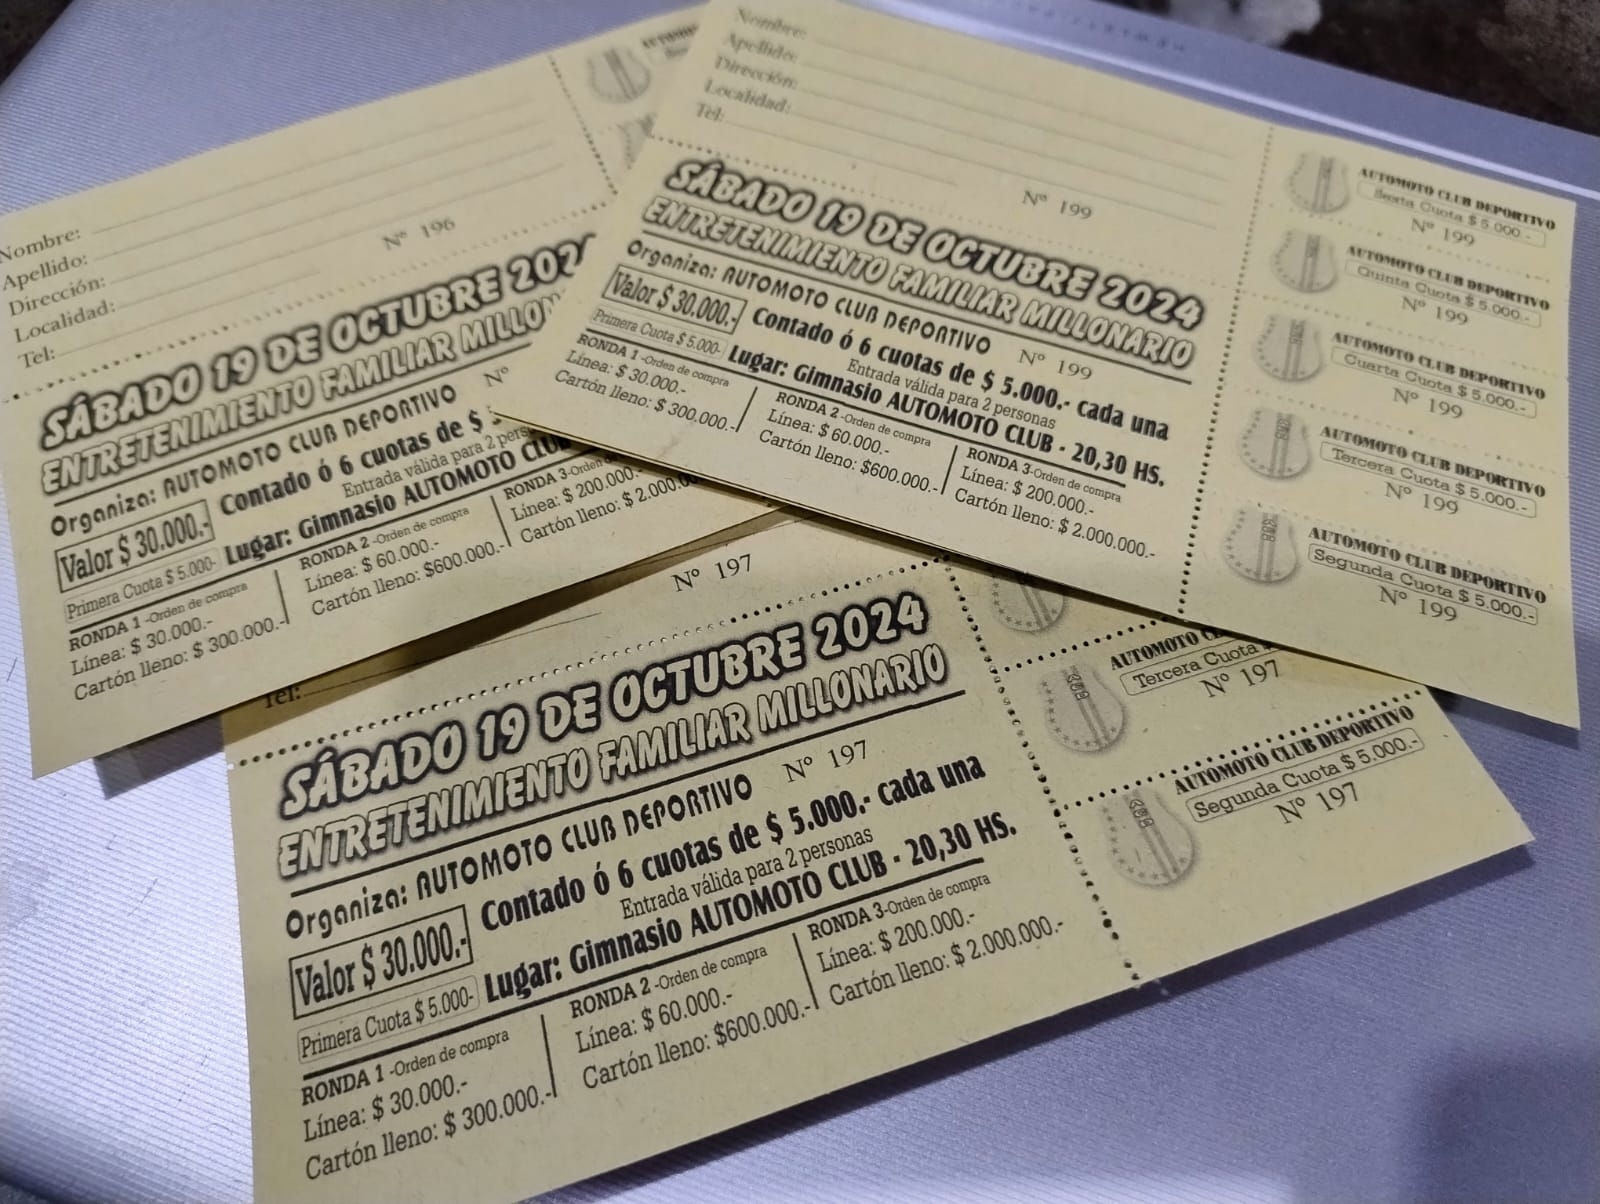 Nombre:
Apellido:
Dirección:
Localidad:
Tel:
Nº 196
SÁBADO 19 DE OCTUBRE 202
ENTRETENIMIENTO FAMILIAR MILLON
Organiza: AUTOMOTO CLUB DEPORTIVO Nº
Valor $ 30.000.- Contado ó 6 cuotas de $
Entrada válida para 2 pers
Primera Cuota $ 5.000- Lugar: Gimnasio AUTOMOTO CLUB
RONDA 1 -Orden de compra
Línea: $ 30.000.-
Cartón lleno: $ 300.000.-
RONDA 2 -Orden de compra
Línea: $ 60.000.-
Cartón lleno: $600.000.-
RONDA 3-Orden de compra
Línea: $ 200.000.-
Cartón lleno: $ 2.000.00
Nombre:
Apellido:
Dirección:
Localidad:
Tel:
Nº 199
SÁBADO 19 DE OCTUBRE 2024
ENTRETENIMIENTO FAMILIAR MILLONARIO
Organiza: AUTOMOTO CLUB DEPORTIVO Nº 199
Valor $ 30.000.- Contado ó 6 cuotas de $ 5.000.- cada una
Entrada válida para 2 personas
Primera Cuota $ 5.000- Lugar: Gimnasio AUTOMOTO CLUB - 20,30 HS.
RONDA 1 -Orden de compra
Línea: $ 30.000.-
Cartón lleno: $ 300.000.-
RONDA 2 -Orden de compra
Línea: $ 60.000.-
Cartón lleno: $600.000.-
RONDA 3-Orden de compra
Línea: $ 200.000.-
Cartón lleno: $ 2.000.000.-
AUTOMOTO CLUB DEPORTIVO
Sexta Cuota $ 5.000.-
Nº 199
AUTOMOTO CLUB DEPORTIVO
Quinta Cuota $ 5.000.-
Nº 199
AUTOMOTO CLUB DEPORTIVO
Cuarta Cuota $ 5.000.-
Nº 199
AUTOMOTO CLUB DEPORTIVO
Tercera Cuota $ 5.000.-
Nº 199
AUTOMOTO CLUB DEPORTIVO
Segunda Cuota $ 5.000.-
Nº 199
Tel:
Nº 197
SÁBADO 19 DE OCTUBRE 2024
ENTRETENIMIENTO FAMILIAR MILLONARIO
Organiza: AUTOMOTO CLUB DEPORTIVO Nº 197
Valor $ 30.000.- Contado ó 6 cuotas de $ 5.000.- cada una
Entrada válida para 2 personas
Primera Cuota $ 5.000- Lugar: Gimnasio AUTOMOTO CLUB - 20,30 HS.
RONDA 1 -Orden de compra
Línea: $ 30.000.-
Cartón lleno: $ 300.000.-
RONDA 2 -Orden de compra
Línea: $ 60.000.-
Cartón lleno: $600.000.-
RONDA 3-Orden de compra
Línea: $ 200.000.-
Cartón lleno: $ 2.000.000.-
AUTOMOTO
Tercera Cuota $
Nº 197
AUTOMOTO CLUB DEPORTIVO
Segunda Cuota $ 5.000.-
Nº 197